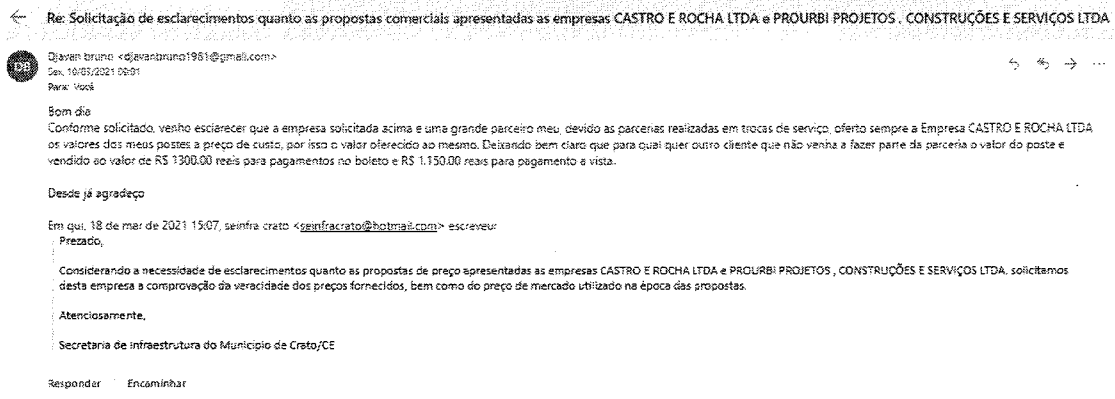 Re: Solicitação de esclarecimentos quanto as propostas comerciais apresentadas as empresas CASTRO E ROCHA LTDA e PROURBI PROJETOS , CONSTRUÇÕES E SERVIÇOS LTDA
DB
Djavan bruno <djavanbruno1981@gmail.com>
Sex, 19/03/2021 09:01
Para: Você
Bom dia
Conforme solicitado, venho esclarecer que a empresa solicitada acima e uma grande parceiro meu, devido as parcerias realizadas em trocas de serviço, oferto sempre a Empresa CASTRO E ROCHA LTDA
os valores dos meus postes a preço de custo, por isso o valor oferecido ao mesmo. Deixando bem claro que para qual quer outro cliente que não venha a fazer parte da parceria o valor do poste e
vendido ao valor de R$ 1300.00 reais para pagamentos no boleto e R$ 1.150.00 reais para pagamento a vista.
Desde já agradeço
Em qui, 18 de mar de 2021 15:07, seinfra crato <seinfracrato@hotmail.com> escreveu:
Prezado,
Considerando a necessidade de esclarecimentos quanto as propostas de preço apresentadas as empresas CASTRO E ROCHA LTDA e PROURBI PROJETOS , CONSTRUÇÕES E SERVIÇOS LTDA, solicitamos
desta empresa a comprovação da veracidade dos preços fornecidos, bem como do preço de mercado utilizado na época das propostas.
Atenciosamente,
Secretaria de Infraestrutura do Município de Crato/CE
Responder Encaminhar